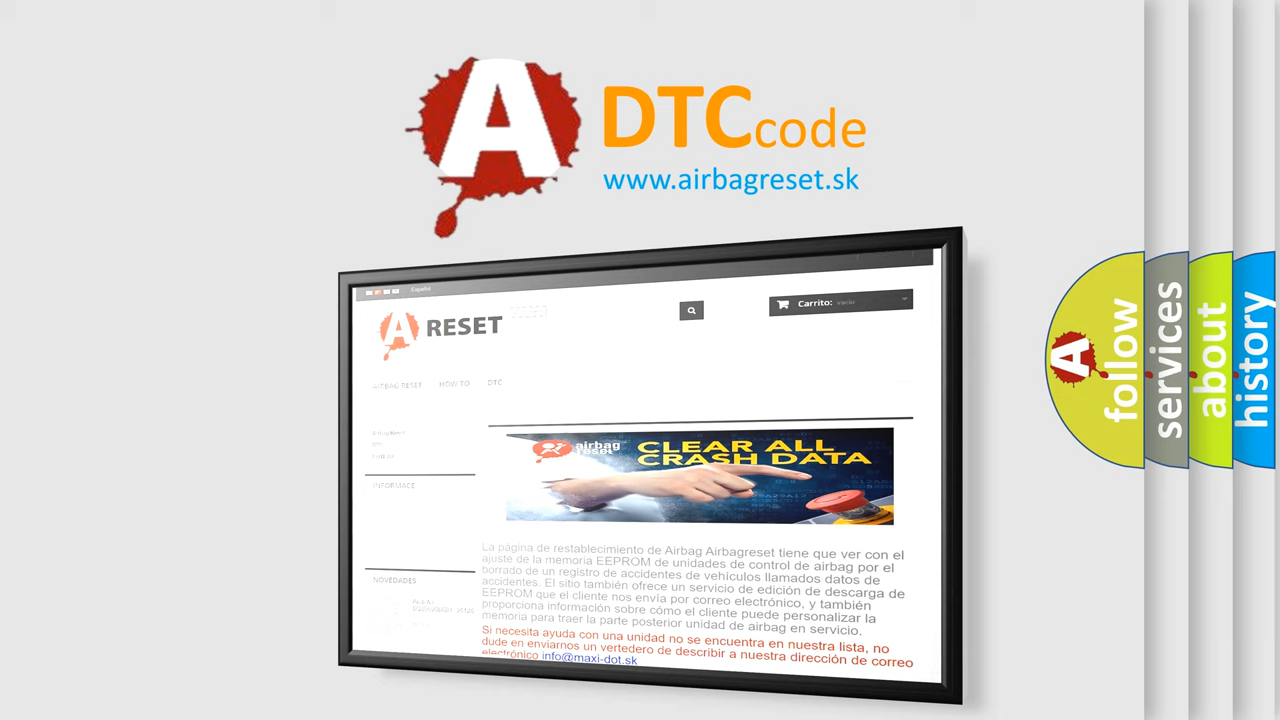 A DTCcode
www.airbagreset.sk
Español
A RESET
Carrito: vacío
AIRBAG RESET HOW TO DTC
INFORMACE
NOVEDADES
airbag
reset
CLEAR ALL
CRASH DATA
La página de restablecimiento de Airbag Airbagreset tiene que ver con el
ajuste de la memoria EEPROM de unidades de control de airbag por el
borrado de un registro de accidentes de vehículos llamados datos de
accidentes. El sitio también ofrece un servicio de edición de descarga de
EEPROM que el cliente nos envía por correo electrónico, y también
proporciona información sobre cómo el cliente puede personalizar la
memoria para traer la parte posterior unidad de airbag en servicio.
Si necesita ayuda con una unidad no se encuentra en nuestra lista, no
dude en enviarnos un vertedero de describir a nuestra dirección de correo
electrónico info@maxi-dot.sk
A
follow
services
about
history